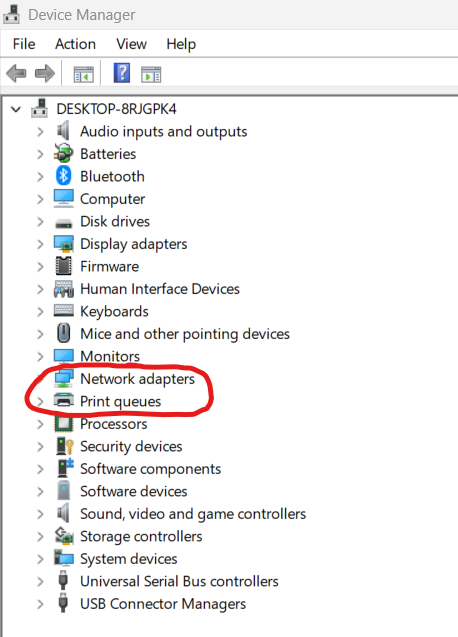 Device Manager
File Action View Help
DESKTOP-8RJGPK4
Audio inputs and outputs
Batteries
Bluetooth
Computer
Disk drives
Display adapters
Firmware
Human Interface Devices
Keyboards
Mice and other pointing devices
Monitors
Network adapters
Print queues
Processors
Security devices
Software components
Software devices
Sound, video and game controllers
Storage controllers
System devices
Universal Serial Bus controllers
USB Connector Managers